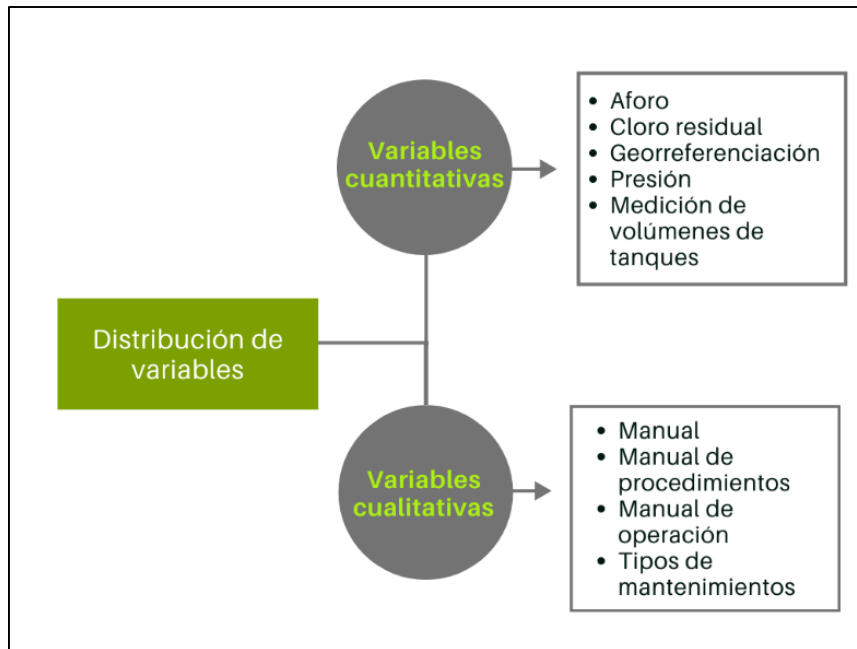 Distribución de
variables
Variables
cuantitativas
• Aforo
• Cloro residual
• Georreferenciación
• Presión
• Medición de
volúmenes de
tanques
Variables
cualitativas
• Manual
• Manual de
procedimientos
• Manual de
operación
• Tipos de
mantenimientos